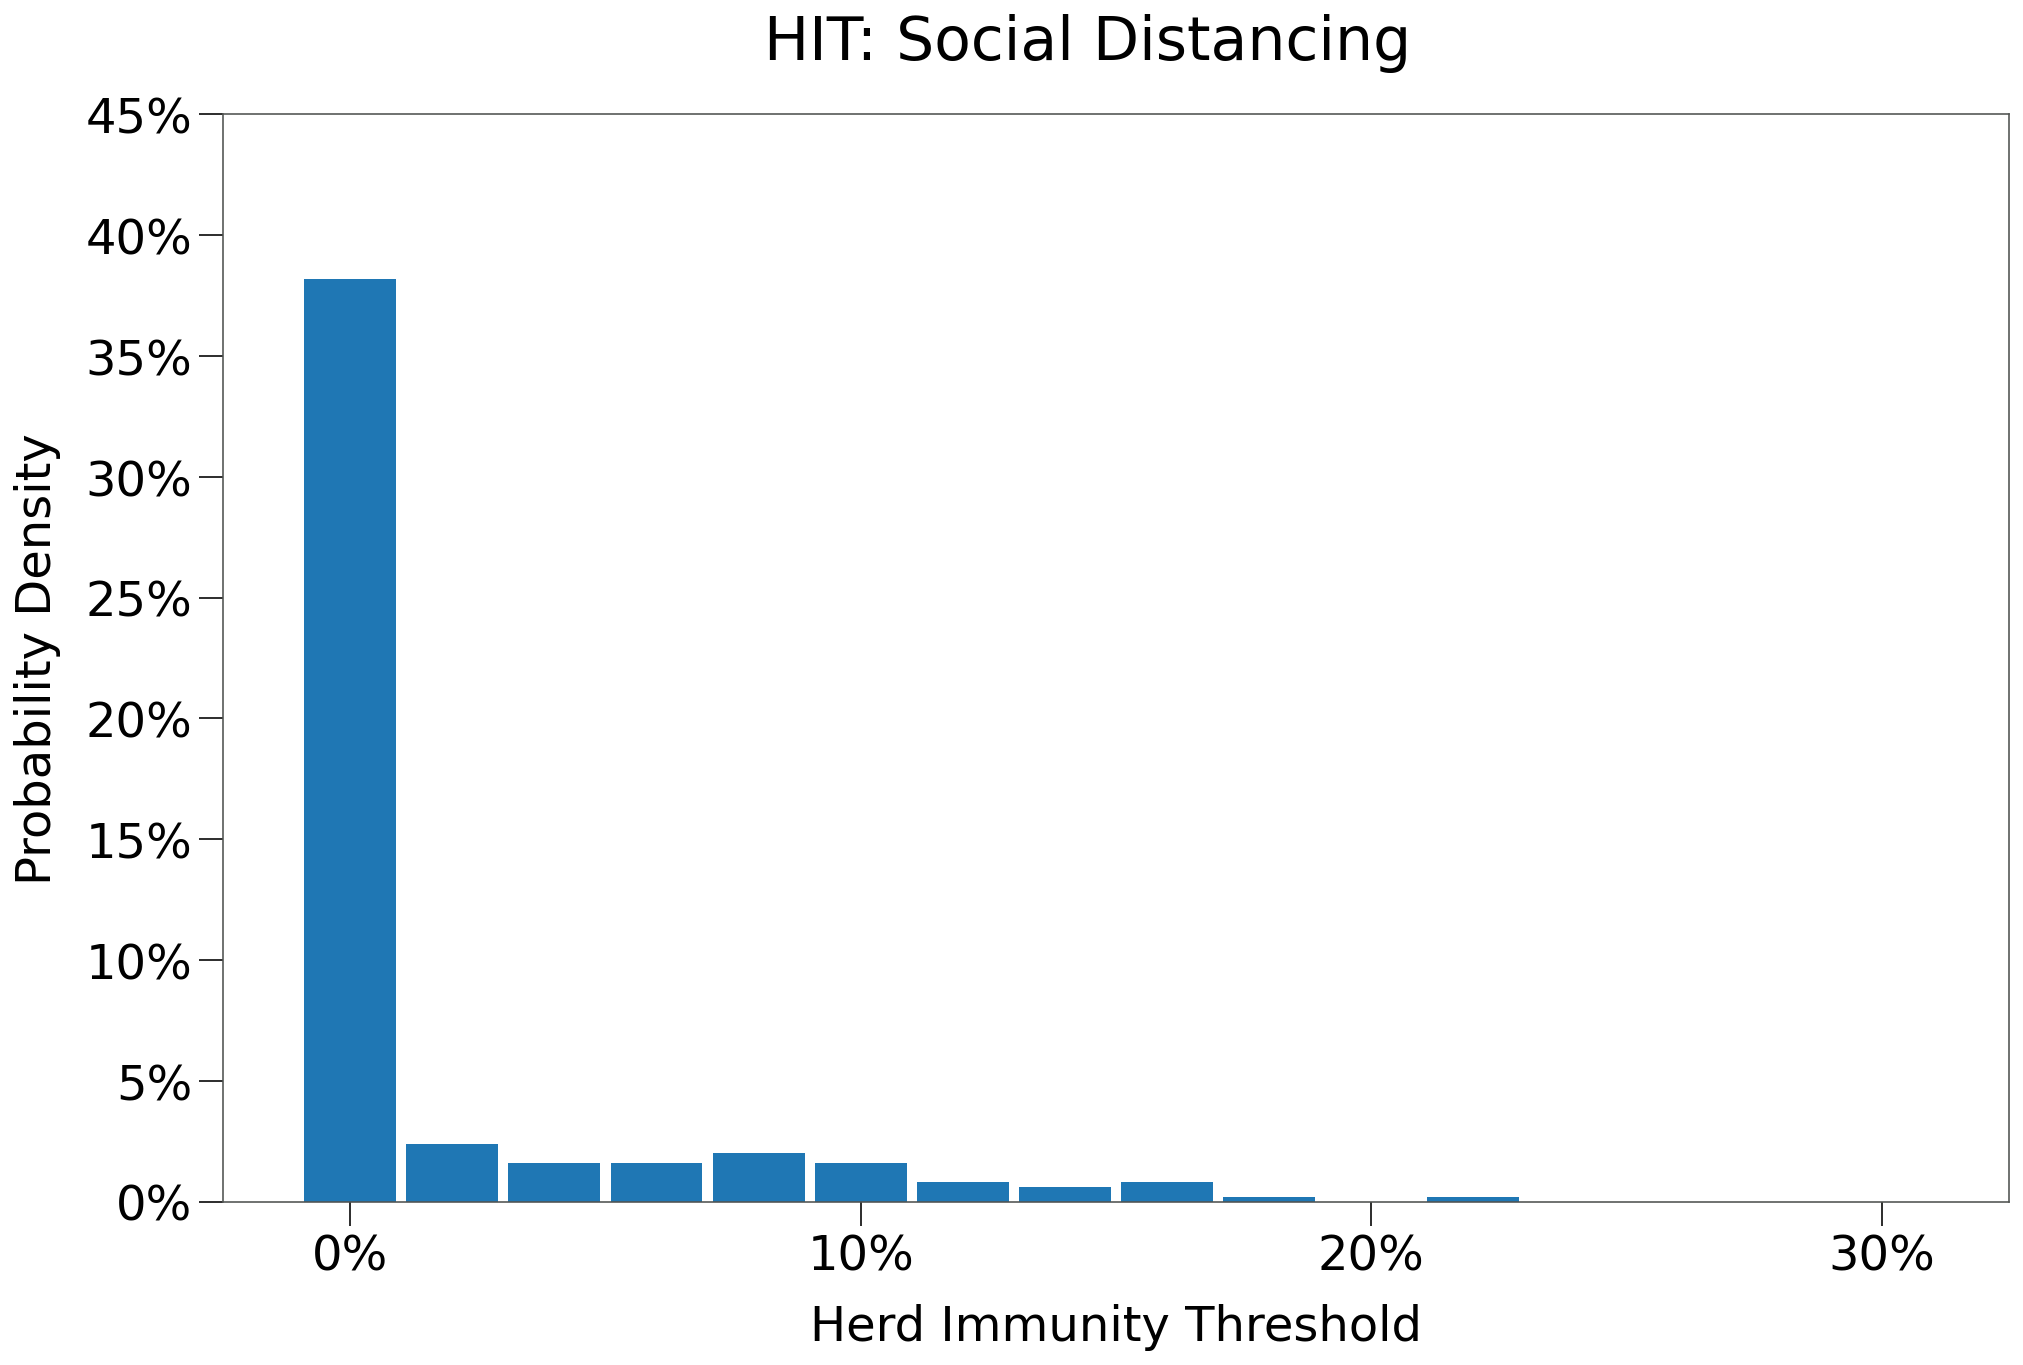 HIT: Social Distancing
45%
40%
35%
30%
25%
20%
15%
10%
5%
0%
Probability Density
0% 10% 20% 30%
Herd Immunity Threshold